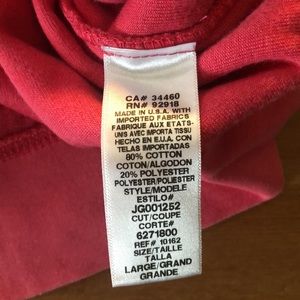 CA# 34460
RN# 92918
MADE IN U.S.A. WITH
IMPORTED FABRICS
FABRIQUE AUX ETATS-
UNIS AVEC IMPORTA TISSU
HECHO EN E.U.A. CON
TELAS IMPORTADAS
80% COTTON
COTON/ALGODON
20% POLYESTER
POLYESTER/POLIESTER
STYLE/MODELE
ESTILO#
JG001252
CUT/COUPE
CORTE#
6271800
REF# 10162
SIZE/TAILLE
TALLA
LARGE/GRAND
GRANDE